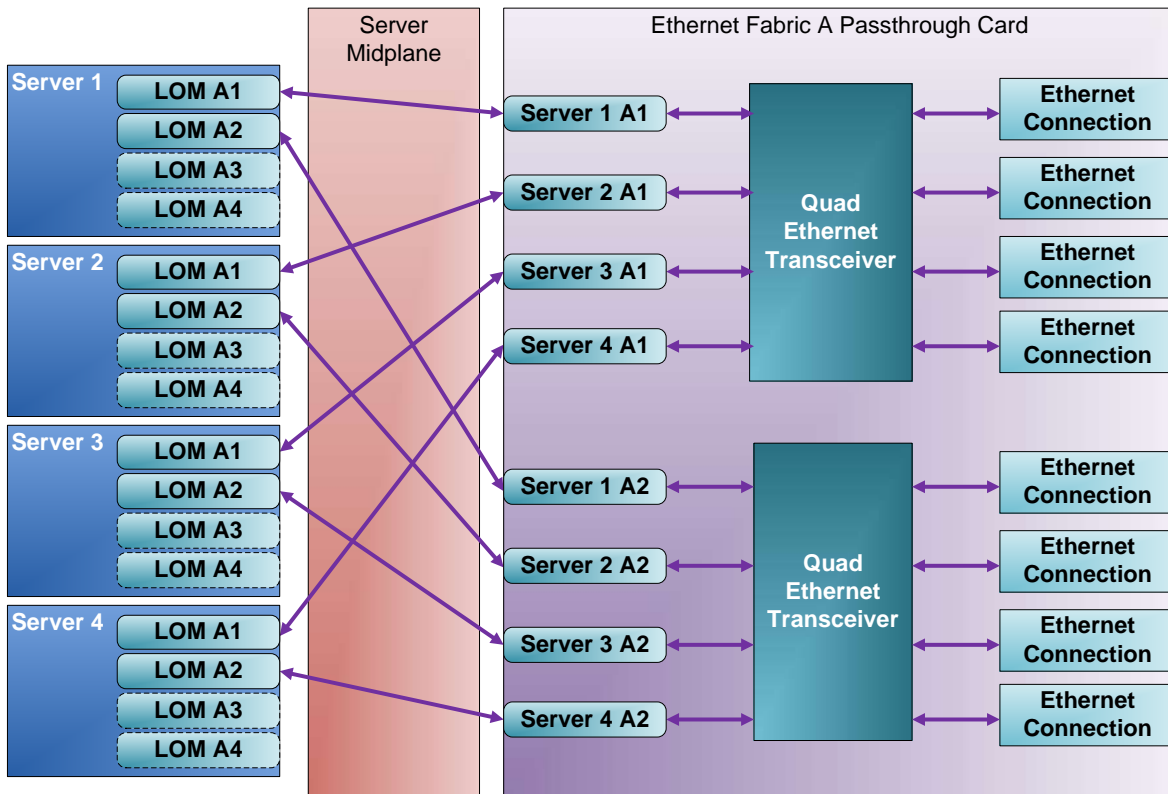 Server
Midplane
Ethernet Fabric A Passthrough Card
Server 1
LOM A1
LOM A2
LOM A3
LOM A4
Server 2
LOM A1
LOM A2
LOM A3
LOM A4
Server 3
LOM A1
LOM A2
LOM A3
LOM A4
Server 4
LOM A1
LOM A2
LOM A3
LOM A4
Server 1 A1
Server 2 A1
Server 3 A1
Server 4 A1
Quad
Ethernet
Transceiver
Ethernet
Connection
Ethernet
Connection
Ethernet
Connection
Ethernet
Connection
Server 1 A2
Server 2 A2
Server 3 A2
Server 4 A2
Quad
Ethernet
Transceiver
Ethernet
Connection
Ethernet
Connection
Ethernet
Connection
Ethernet
Connection